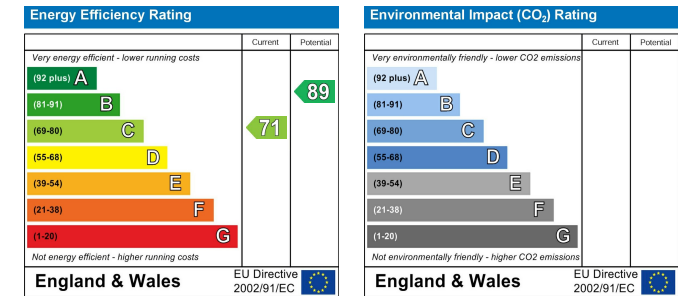 Energy Efficiency Rating
Current Potential
Very energy efficient - lower running costs
(92 plus) A
(81-91) B
(69-80) C
(55-68) D
(39-54) E
(21-38) F
(1-20) G
71
89
Not energy efficient - higher running costs
England & Wales
EU Directive
2002/91/EC
Environmental Impact (CO₂) Rating
Current Potential
Very environmentally friendly - lower CO2 emissions
(92 plus) A
(81-91) B
(69-80) C
(55-68) D
(39-54) E
(21-38) F
(1-20) G
Not environmentally friendly - higher CO2 emissions
England & Wales
EU Directive
2002/91/EC